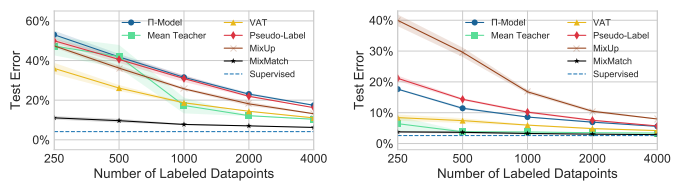 60%
40%
20%
0%
Test Error
Π-Model
Mean Teacher
VAT
Pseudo-Label
MixUp
MixMatch
Supervised
250 500 1000 2000 4000
Number of Labeled Datapoints
40%
30%
20%
10%
0%
Test Error
Π-Model
Mean Teacher
VAT
Pseudo-Label
MixUp
MixMatch
Supervised
250 500 1000 2000 4000
Number of Labeled Datapoints